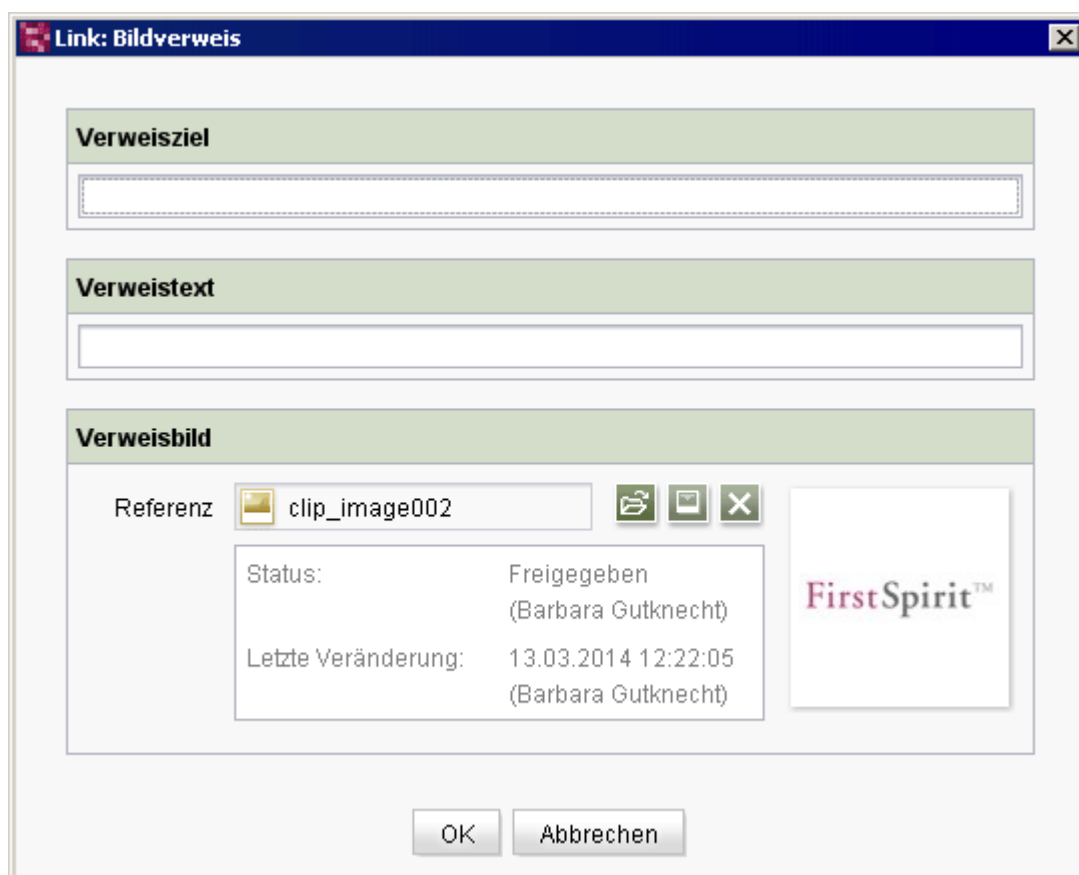 Link: Bildverweis
Verweisziel
Verweistext
Verweisbild
Referenz clip_image002
Status: Freigegeben
(Barbara Gutknecht)
Letzte Veränderung: 13.03.2014 12:22:05
(Barbara Gutknecht)
FirstSpirit™
OK Abbrechen